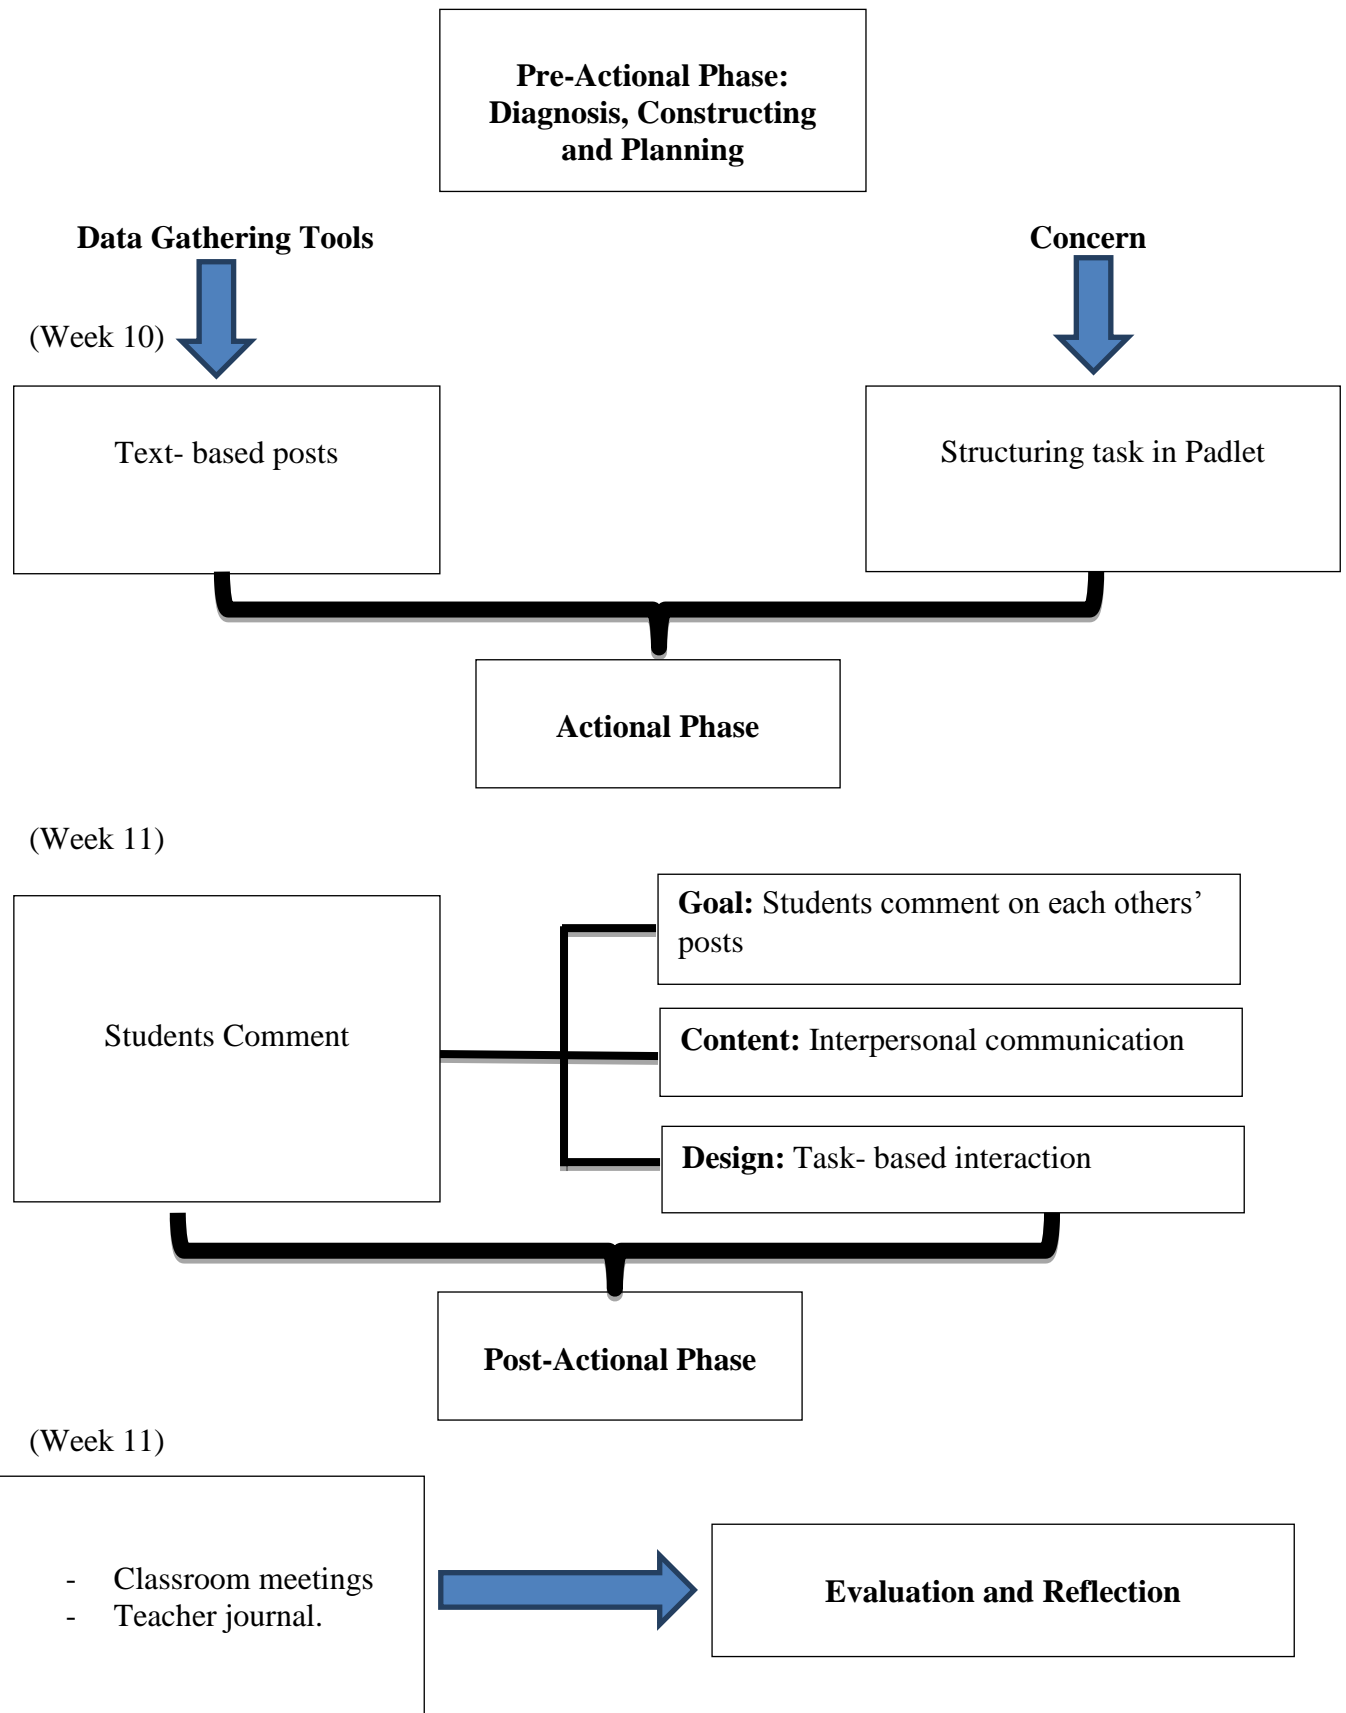 Pre-Actional Phase:
Diagnosis, Constructing
and Planning
Data Gathering Tools
Concern
(Week 10)
Text- based posts
Structuring task in Padlet
Actional Phase
(Week 11)
Students Comment
Goal: Students comment on each others’
posts
Content: Interpersonal communication
Design: Task- based interaction
Post-Actional Phase
(Week 11)
- Classroom meetings
- Teacher journal.
Evaluation and Reflection